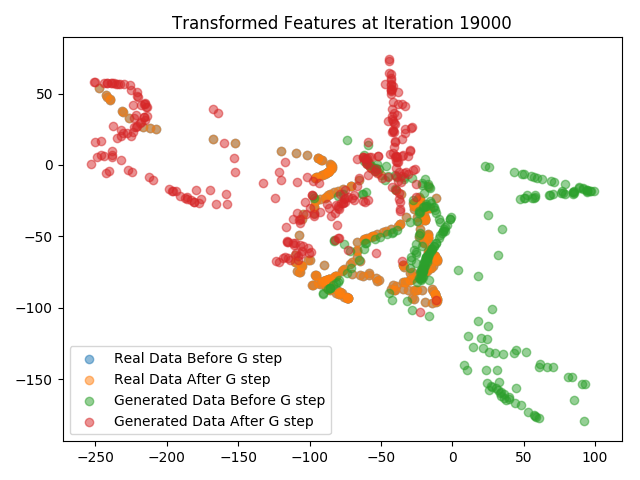 Transformed Features at Iteration 19000
50
0
−50
−100
−150
Real Data Before G step
Real Data After G step
Generated Data Before G step
Generated Data After G step
−250 −200 −150 −100 −50 0 50 100